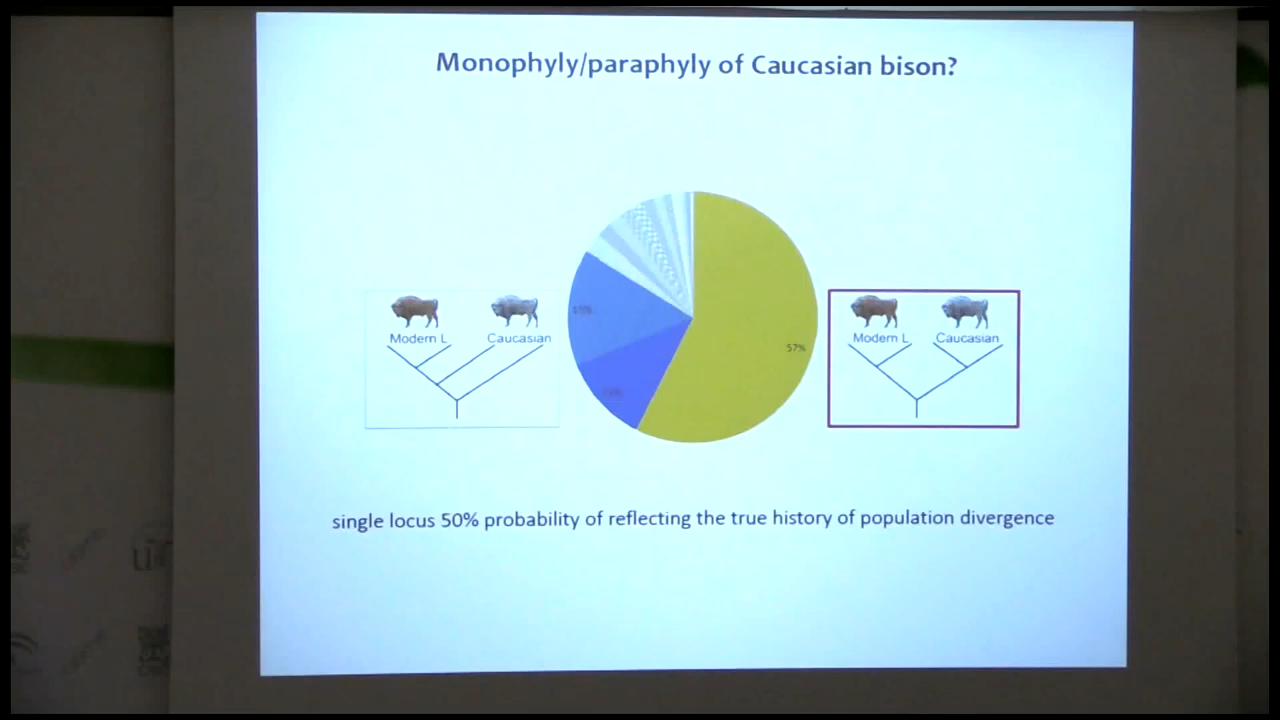 Monophyly/paraphyly of Caucasian bison?
Modern L
Caucasian
57%
Modern L
Caucasian
single locus 50% probability of reflecting the true history of population divergence